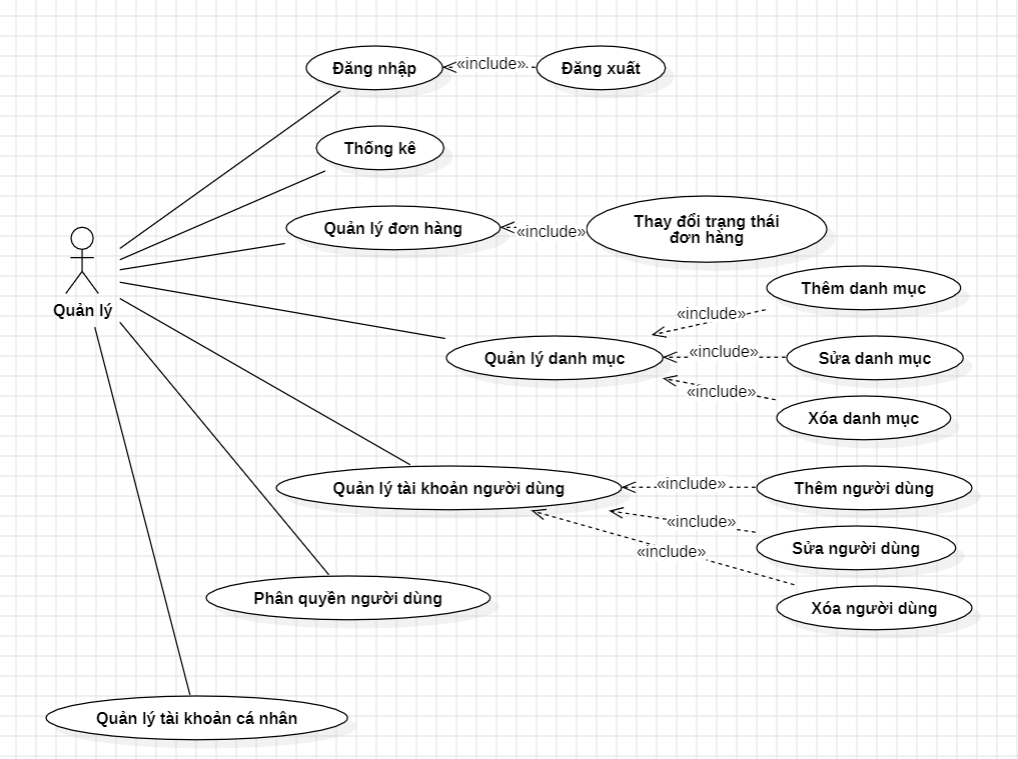 Đăng nhập
«include»
Đăng xuất
Thống kê
Quản lý đơn hàng
«include»
Thay đổi trạng thái
đơn hàng
Quản lý
Thêm danh mục
«include»
Quản lý danh mục
«include»
Sửa danh mục
«include»
Xóa danh mục
Quản lý tài khoản người dùng
«include»
Thêm người dùng
«include»
Sửa người dùng
«include»
Xóa người dùng
Phân quyền người dùng
Quản lý tài khoản cá nhân